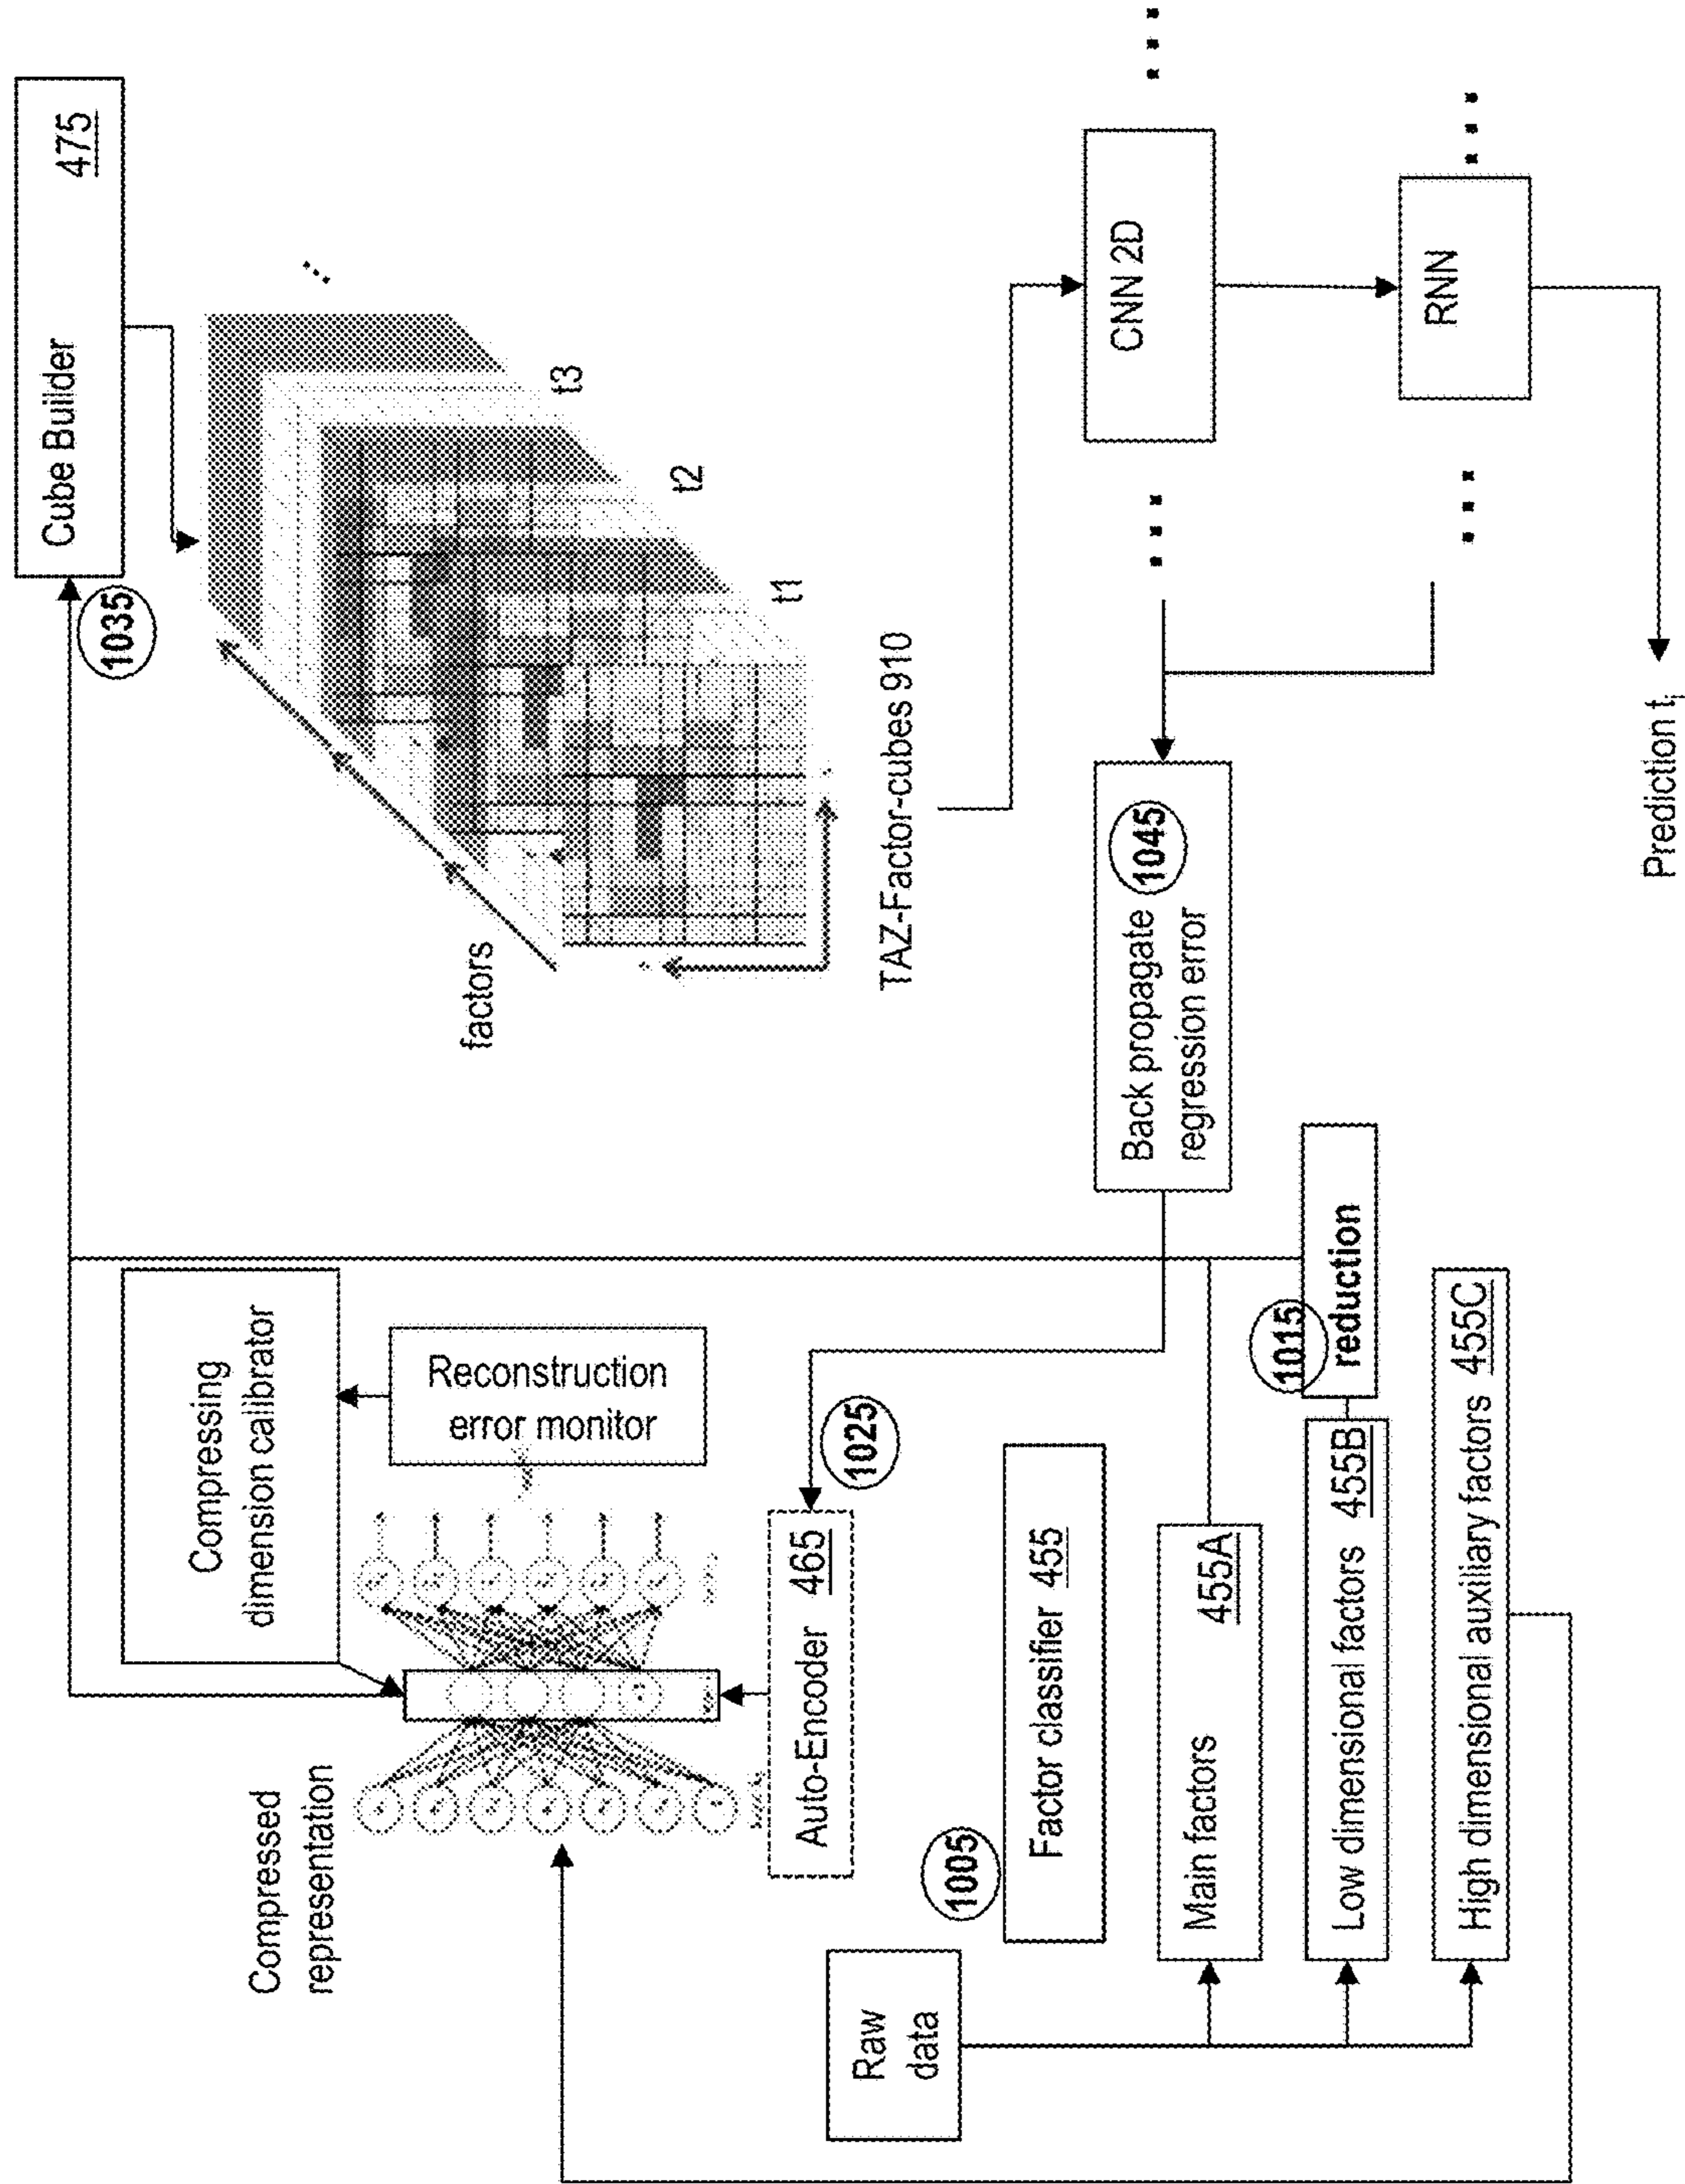 Compressed
representation
Compressing
dimension calibrator
Reconstruction
error monitor
Auto-Encoder 465
1025
1005
Factor classifier 455
Raw
data
Main factors 455A
Low dimensional factors 455B
1015
reduction
High dimensional auxiliary factors 455C
1035
Cube Builder 475
factors
t1
t2
t3
TAZ-Factor-cubes 910
Back propagate 1045
regression error
CNN 2D
RNN
Prediction ti